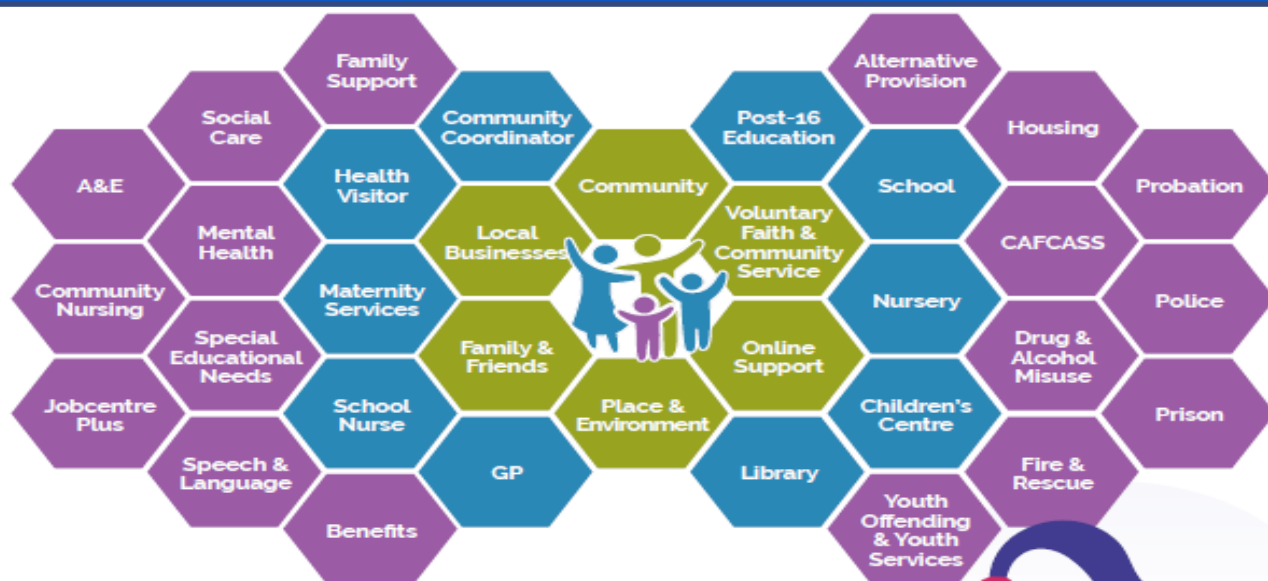 Family
Support
Alternative
Provision
Social
Care
Community
Coordinator
Post-16
Education
Housing
A&E
Health
Visitor
Community
School
Probation
Mental
Health
Local
Businesses
Voluntary
Faith &
Community
Service
CAFCASS
Community
Nursing
Maternity
Services
Nursery
Police
Special
Educational
Needs
Family &
Friends
Online
Support
Drug &
Alcohol
Misuse
Jobcentre
Plus
School
Nurse
Place &
Environment
Children's
Centre
Prison
Speech &
Language
GP
Library
Fire &
Rescue
Benefits
Youth
Offending
& Youth
Services